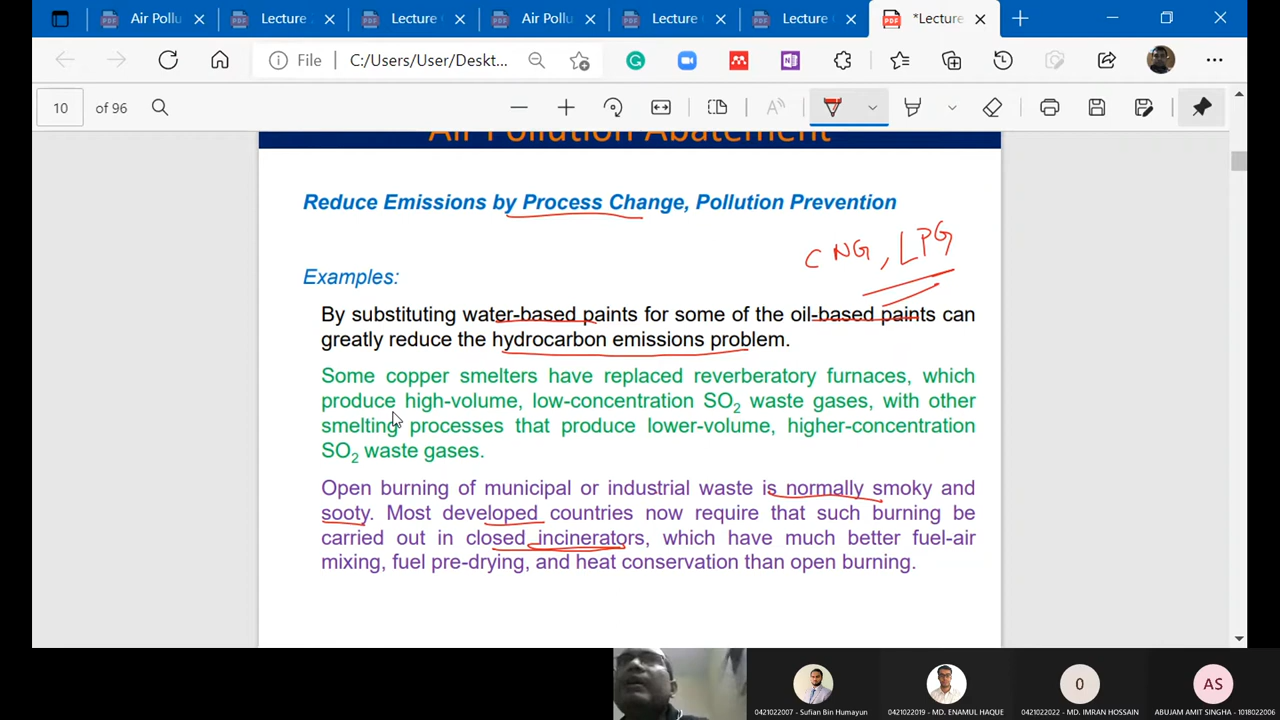 Air Pollu
Lecture
Lecture
Air Pollu
Lecture
Lecture
*Lecture
File
C:/Users/User/Deskt...
10
of 96
Air Pollution Abatement
Reduce Emissions by Process Change, Pollution Prevention
CNG, LPG
Examples:
By substituting water-based paints for some of the oil-based paints can
greatly reduce the hydrocarbon emissions problem.
Some copper smelters have replaced reverberatory furnaces, which
produce high-volume, low-concentration SO2 waste gases, with other
smelting processes that produce lower-volume, higher-concentration
SO2 waste gases.
Open burning of municipal or industrial waste is normally smoky and
sooty. Most developed countries now require that such burning be
carried out in closed incinerators, which have much better fuel-air
mixing, fuel pre-drying, and heat conservation than open burning.
0
AS
0421022007 - Sufian Bin Humayun
0421022019 - MD. ENAMUL HAQUE
0421022022 - MD. IMRAN HOSSAIN
ABUJAM AMIT SINGHA - 1018022006